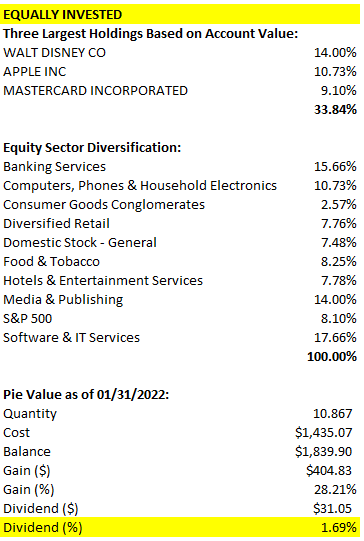 EQUALLY INVESTED
Three Largest Holdings Based on Account Value:
WALT DISNEY CO 14.00%
APPLE INC 10.73%
MASTERCARD INCORPORATED 9.10%
33.84%
Equity Sector Diversification:
Banking Services 15.66%
Computers, Phones & Household Electronics 10.73%
Consumer Goods Conglomerates 2.57%
Diversified Retail 7.76%
Domestic Stock - General 7.48%
Food & Tobacco 8.25%
Hotels & Entertainment Services 7.78%
Media & Publishing 14.00%
S&P 500 8.10%
Software & IT Services 17.66%
100.00%
Pie Value as of 01/31/2022:
Quantity 10.867
Cost $1,435.07
Balance $1,839.90
Gain ($) $404.83
Gain (%) 28.21%
Dividend ($) $31.05
Dividend (%) 1.69%